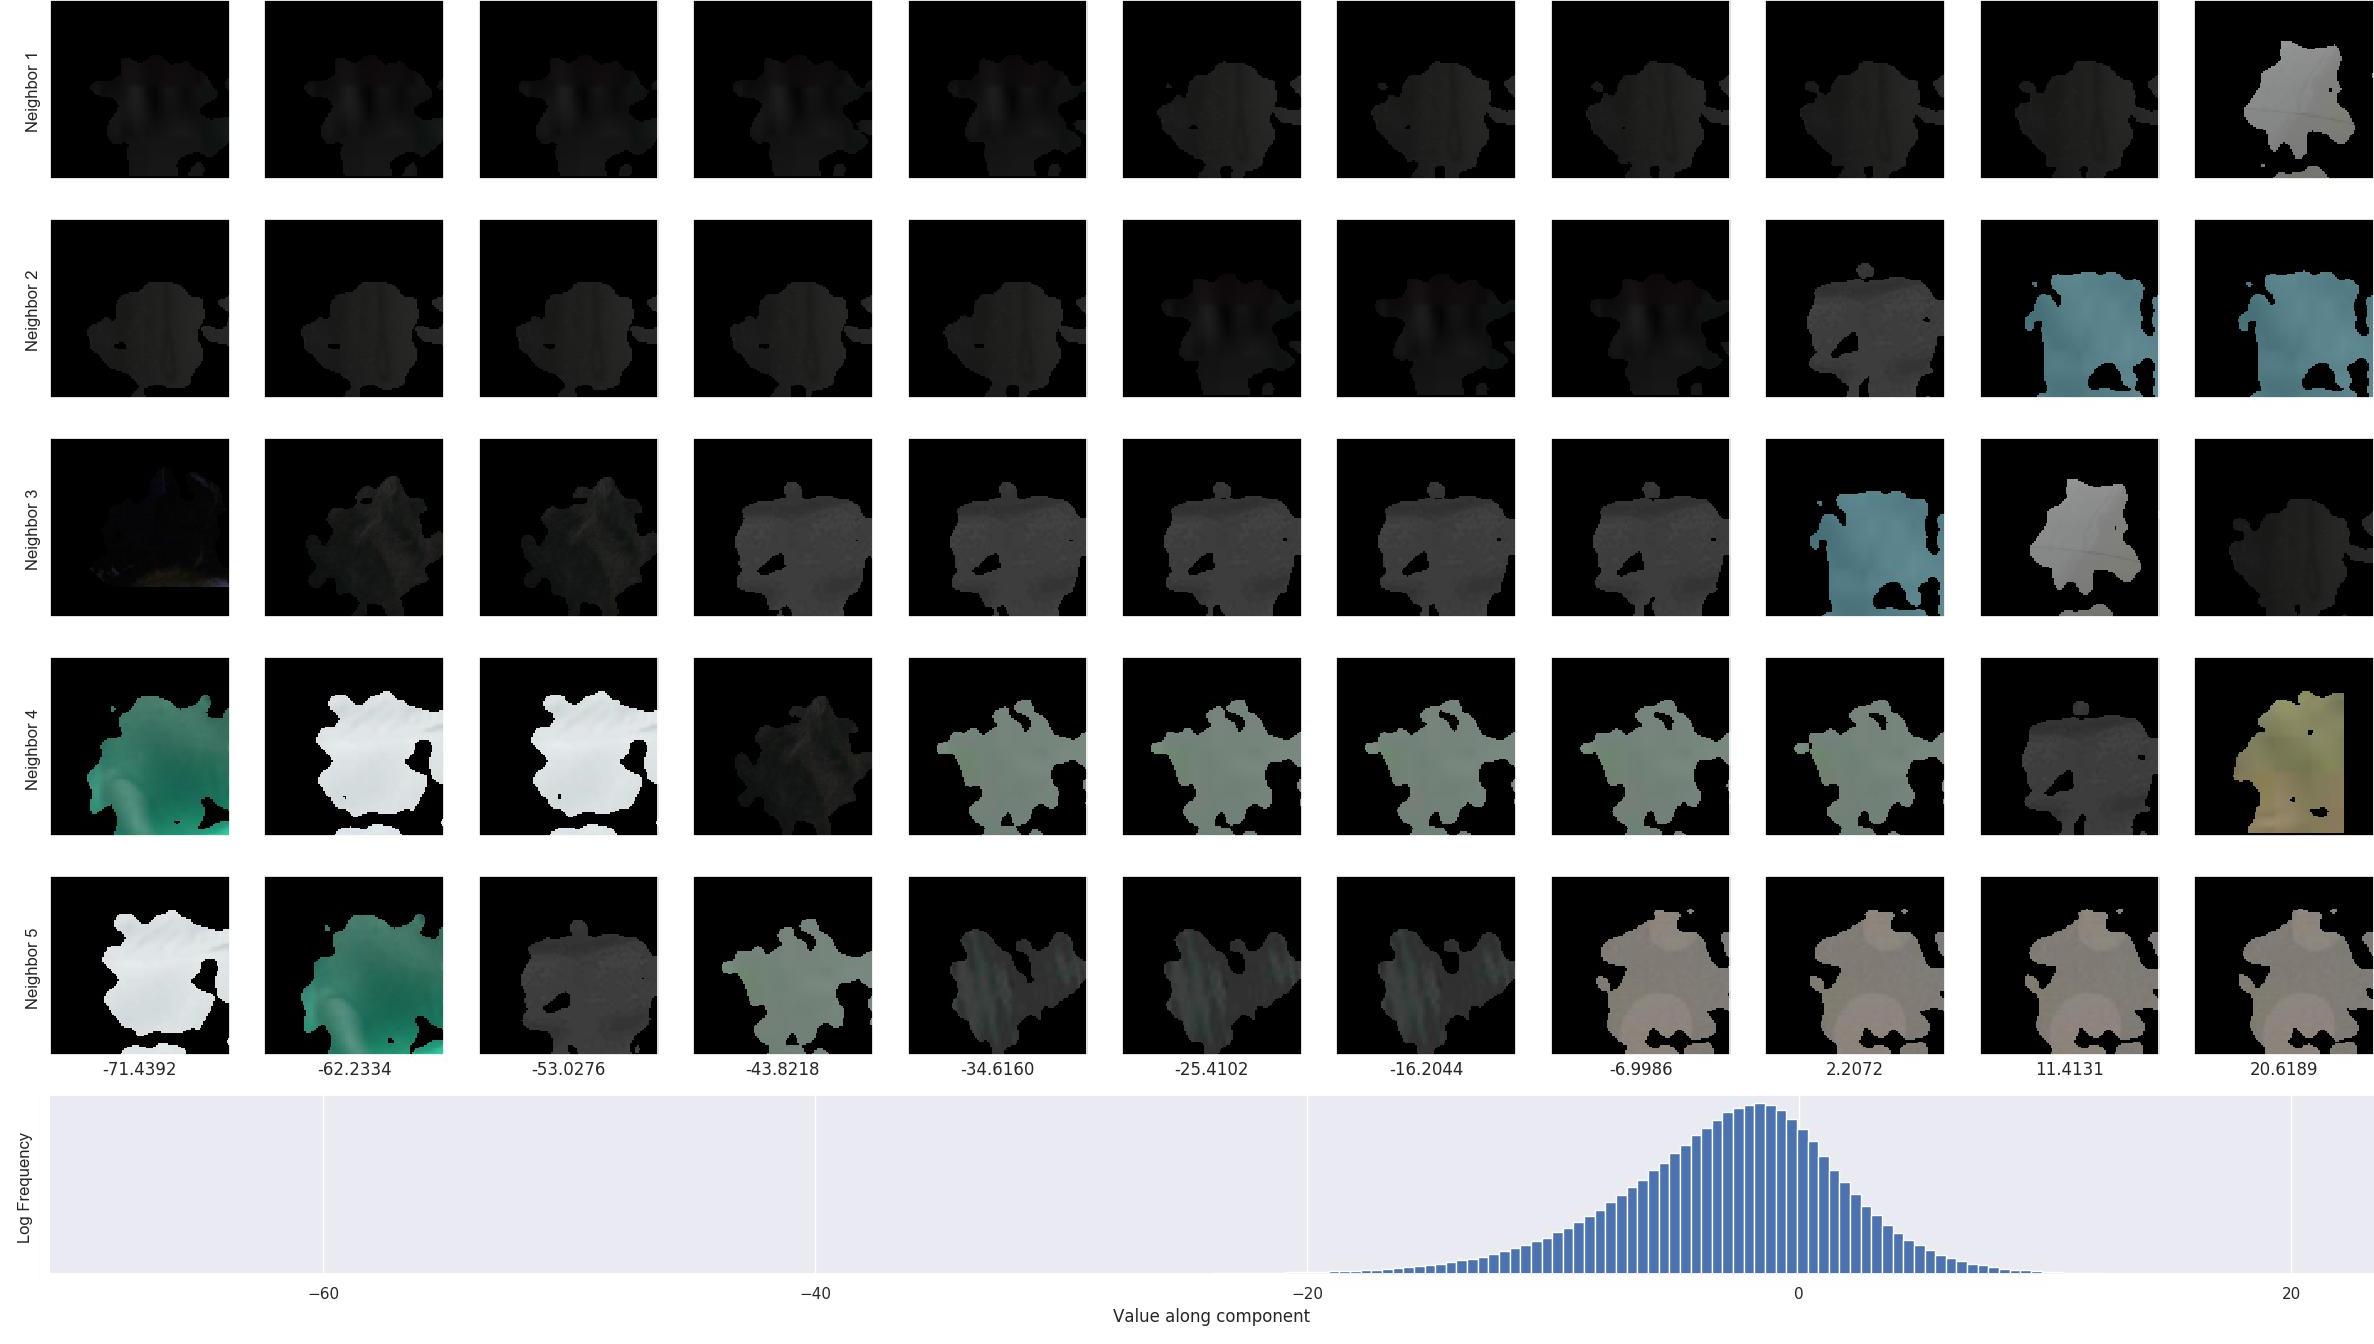 Neighbor 1
Neighbor 2
Neighbor 3
Neighbor 4
Neighbor 5
-71.4392 -62.2334 -53.0276 -43.8218 -34.6160 -25.4102 -16.2044 -6.9986 2.2072 11.4131 20.6189
Log Frequency
−60 −40 −20 0 20
Value along component